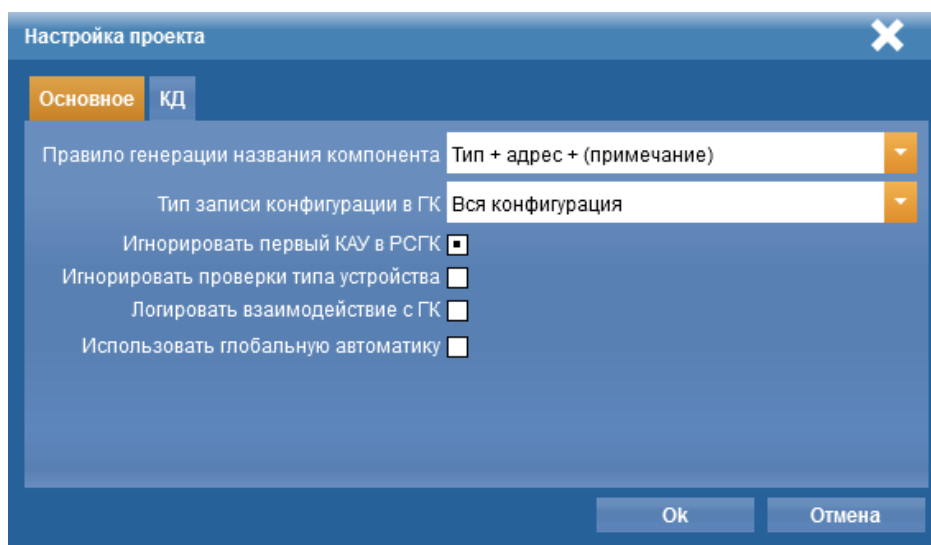 Настройка проекта
Основное КД
Правило генерации названия компонента Тип + адрес + (примечание)
Тип записи конфигурации в ГК Вся конфигурация
Игнорировать первый КАУ в РСГК
Игнорировать проверки типа устройства
Логировать взаимодействие с ГК
Использовать глобальную автоматику
Ok Отмена